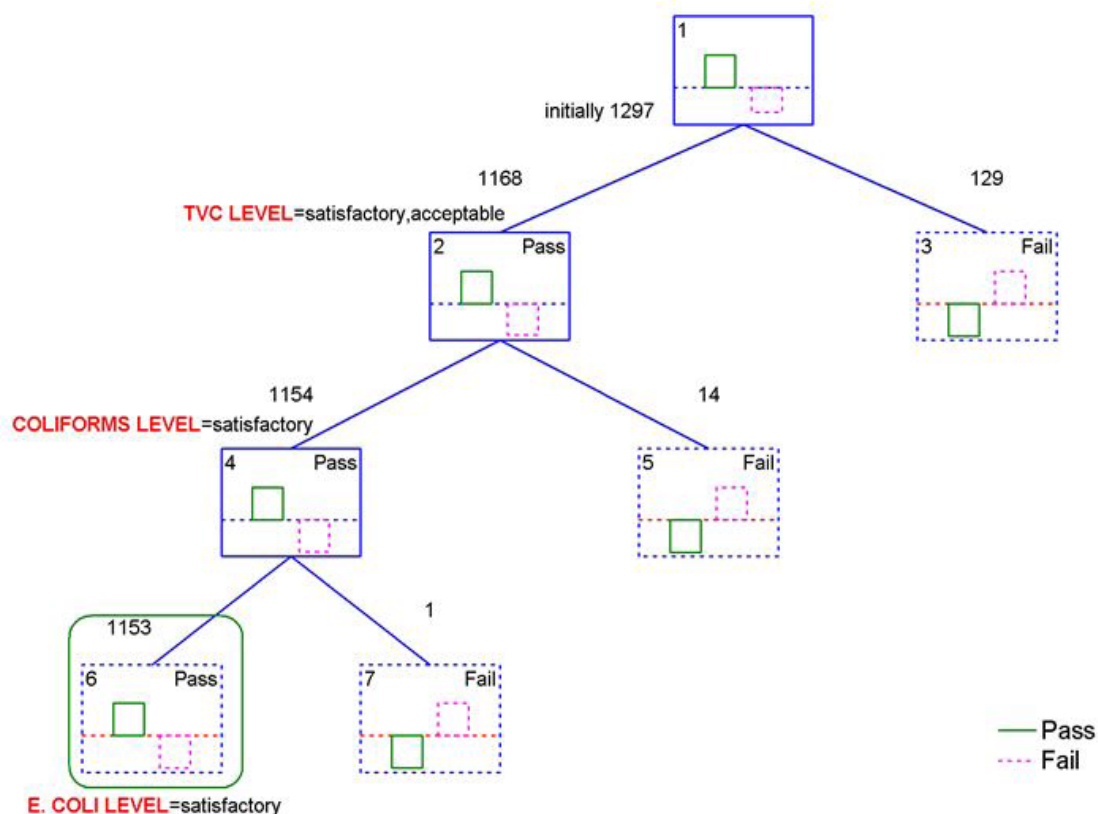 1
initially 1297
1168
129
TVC LEVEL=satisfactory,acceptable
2 Pass
3 Fail
1154
14
COLIFORMS LEVEL=satisfactory
4 Pass
5 Fail
1153
1
6 Pass
7 Fail
Pass
Fail
E. COLI LEVEL=satisfactory